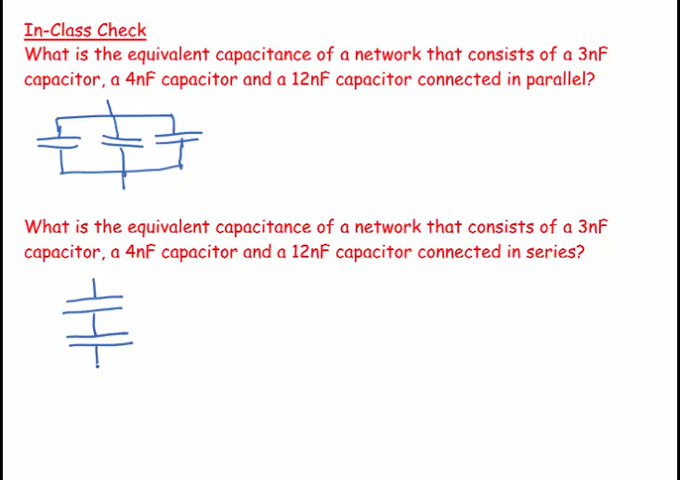 In-Class Check
What is the equivalent capacitance of a network that consists of a 3nF
capacitor, a 4nF capacitor and a 12nF capacitor connected in parallel?
What is the equivalent capacitance of a network that consists of a 3nF
capacitor, a 4nF capacitor and a 12nF capacitor connected in series?